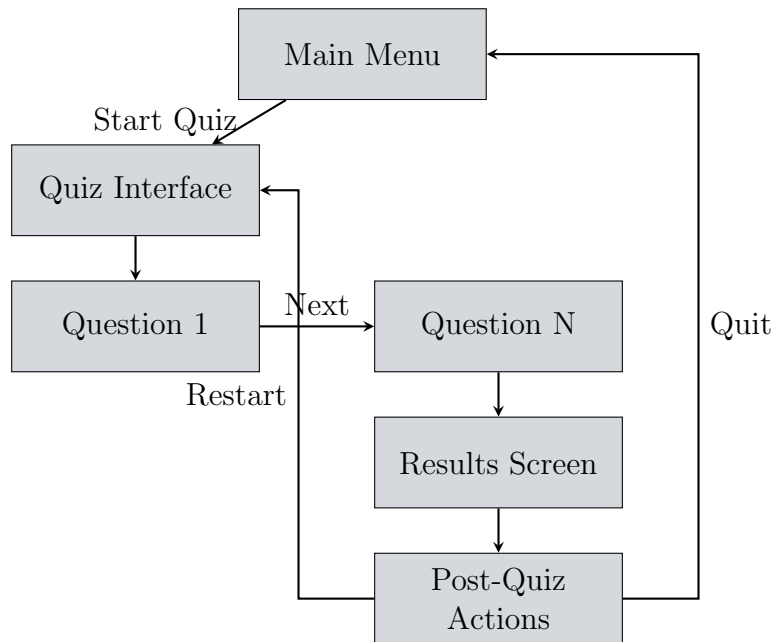 Main Menu
Start Quiz
Quiz Interface
Next
Question 1
Question N
Quit
Restart
Results Screen
Post-Quiz
Actions